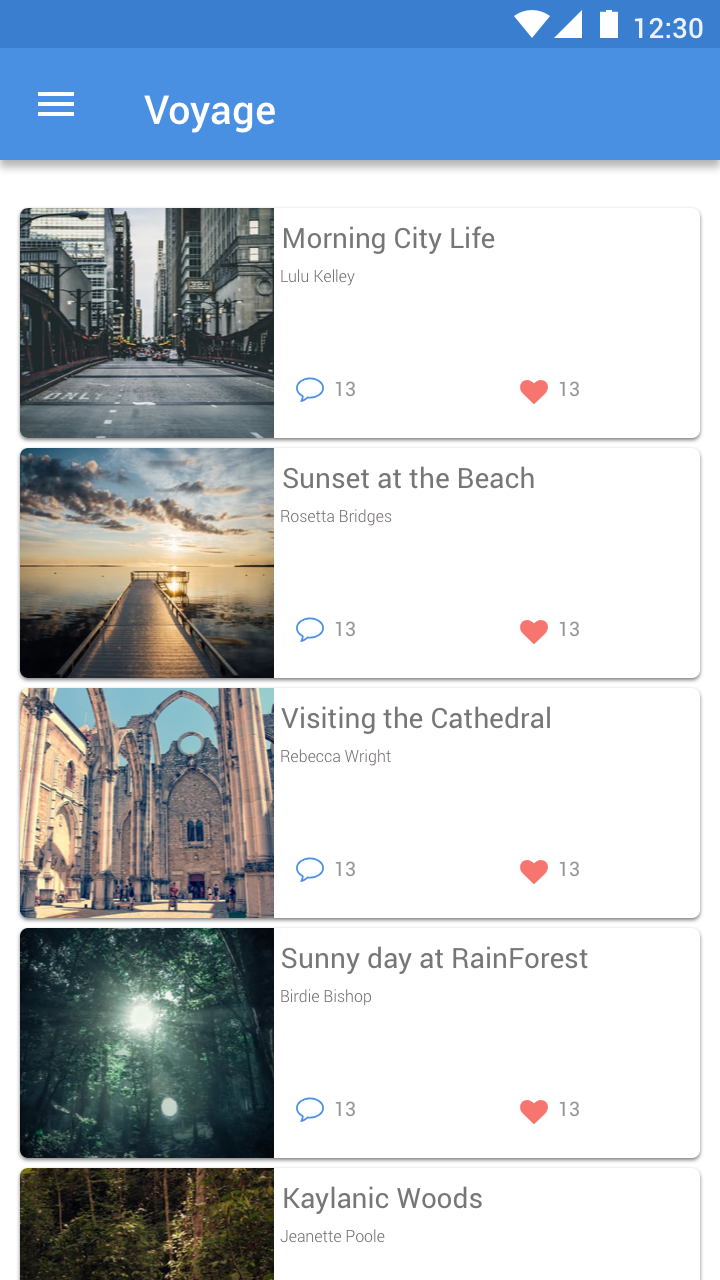 12:30
Voyage
Morning City Life
Lulu Kelley
ONLY
13 13
Sunset at the Beach
Rosetta Bridges
13 13
Visiting the Cathedral
Rebecca Wright
13 13
Sunny day at RainForest
Birdie Bishop
13 13
Kaylanic Woods
Jeanette Poole